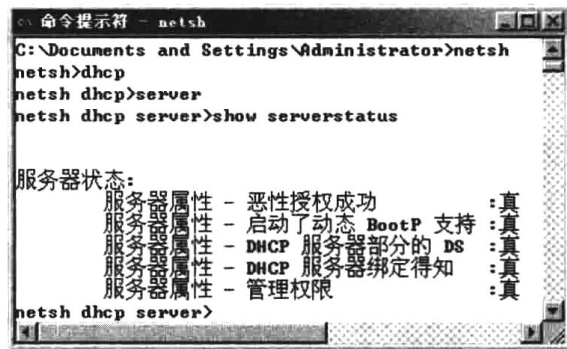 命令提示符 - netsh
C:\Documents and Settings\Administrator>netsh
netsh>dhcp
netsh dhcp>server
netsh dhcp server>show serverstatus
服务器状态:
服务器属性 - 恶性授权成功 :真
服务器属性 - 启动了动态 BootP 支持 :真
服务器属性 - DHCP 服务器部分的 DS :真
服务器属性 - DHCP 服务器绑定得知 :真
服务器属性 - 管理权限 :真
netsh dhcp server>